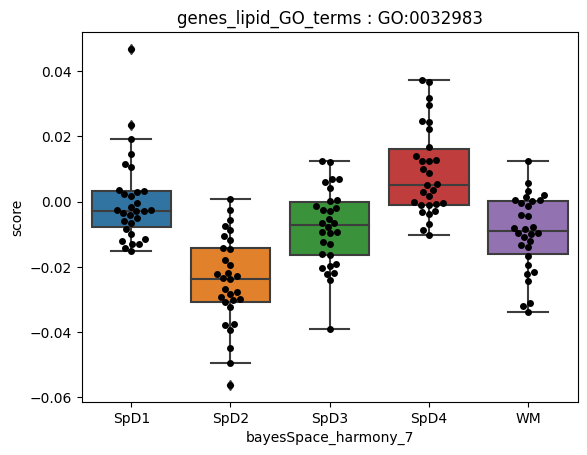 genes_lipid_GO_terms : GO:0032983
0.04
0.02
0.00
−0.02
−0.04
−0.06
score
SpD1 SpD2 SpD3 SpD4 WM
bayesSpace_harmony_7